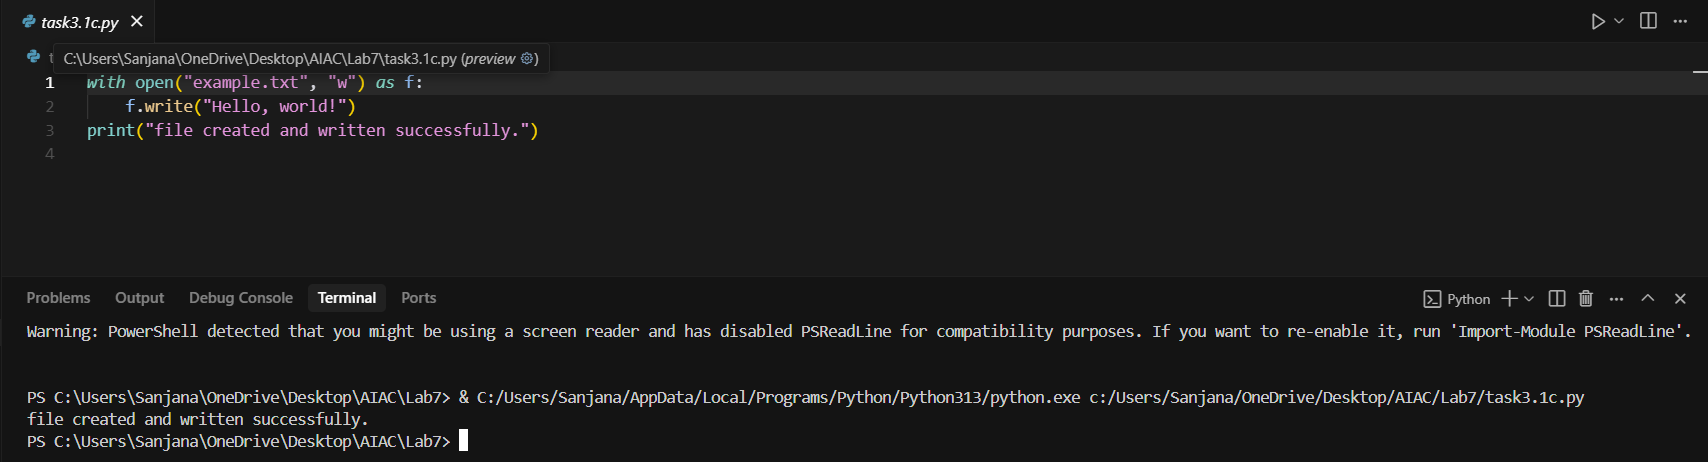 task3.1c.py
t
C:\Users\Sanjana\OneDrive\Desktop\AIAC\Lab7\task3.1c.py (preview)
1 with open("example.txt", "w") as f:
2     f.write("Hello, world!")
3 print("file created and written successfully.")
4
Problems Output Debug Console Terminal Ports Python
Warning: PowerShell detected that you might be using a screen reader and has disabled PSReadLine for compatibility purposes. If you want to re-enable it, run 'Import-Module PSReadLine'.
PS C:\Users\Sanjana\OneDrive\Desktop\AIAC\Lab7> & C:/Users/Sanjana/AppData/Local/Programs/Python/Python313/python.exe c:/Users/Sanjana/OneDrive/Desktop/AIAC/Lab7/task3.1c.py
file created and written successfully.
PS C:\Users\Sanjana\OneDrive\Desktop\AIAC\Lab7>